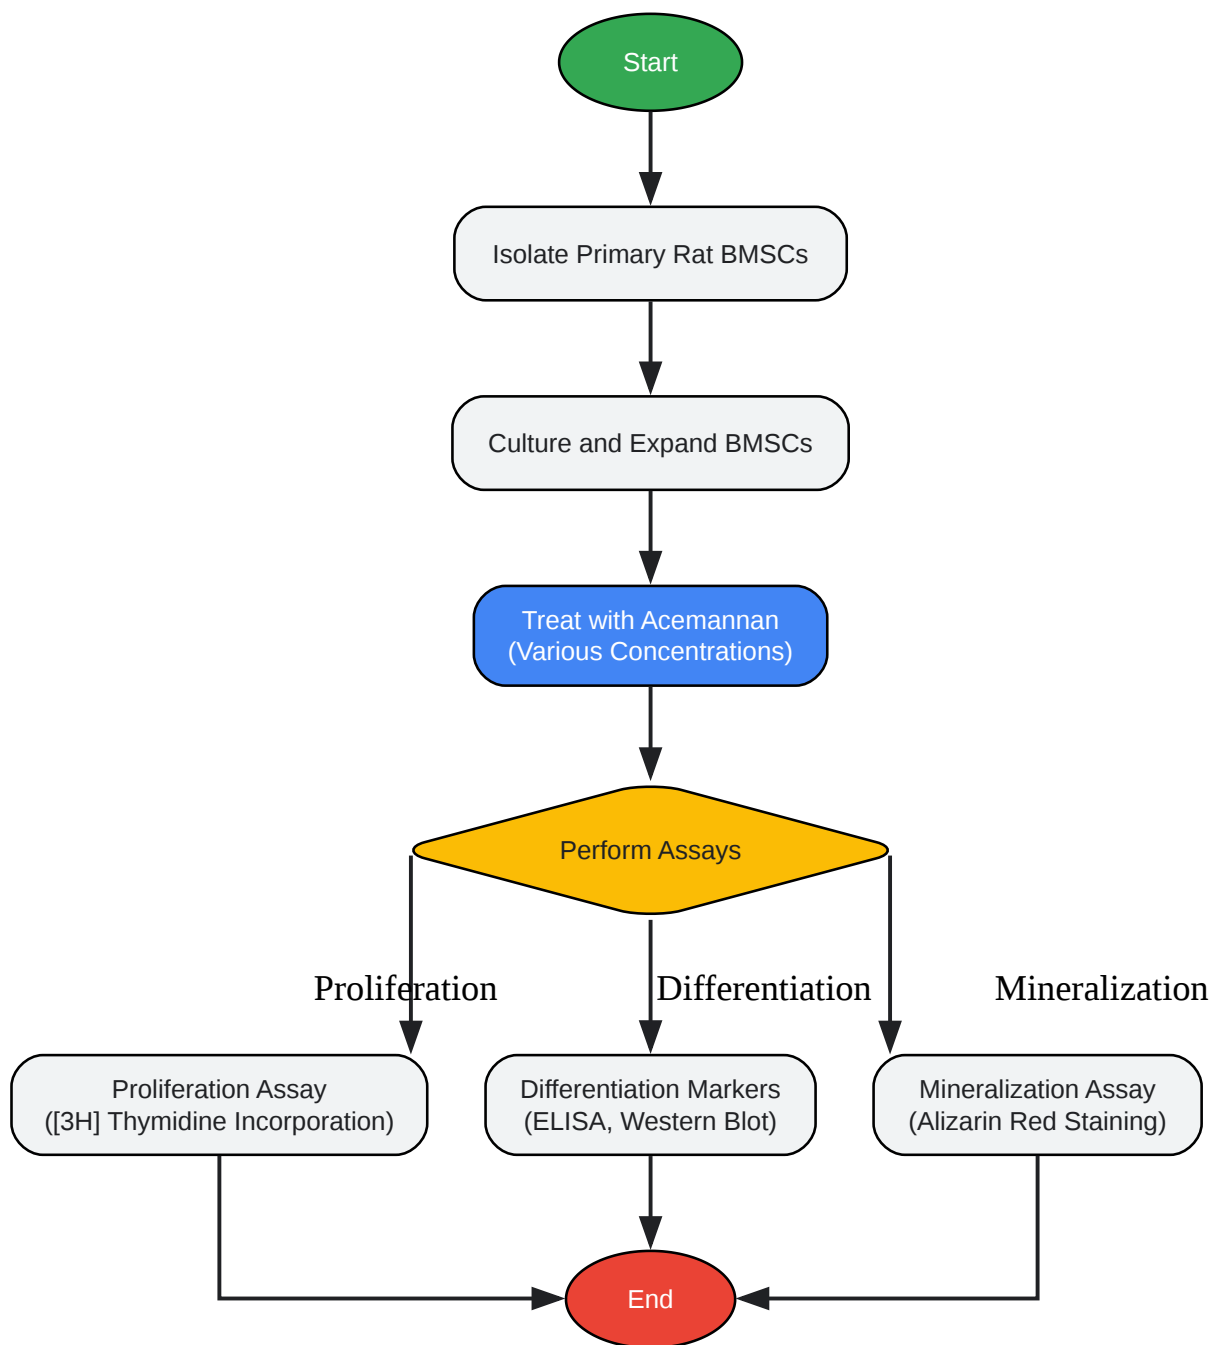 Start
Isolate Primary Rat BMSCs
Culture and Expand BMSCs
Treat with Acemannan
(Various Concentrations)
Perform Assays
Proliferation
Differentiation
Mineralization
Proliferation Assay
([3H] Thymidine Incorporation)
Differentiation Markers
(ELISA, Western Blot)
Mineralization Assay
(Alizarin Red Staining)
End